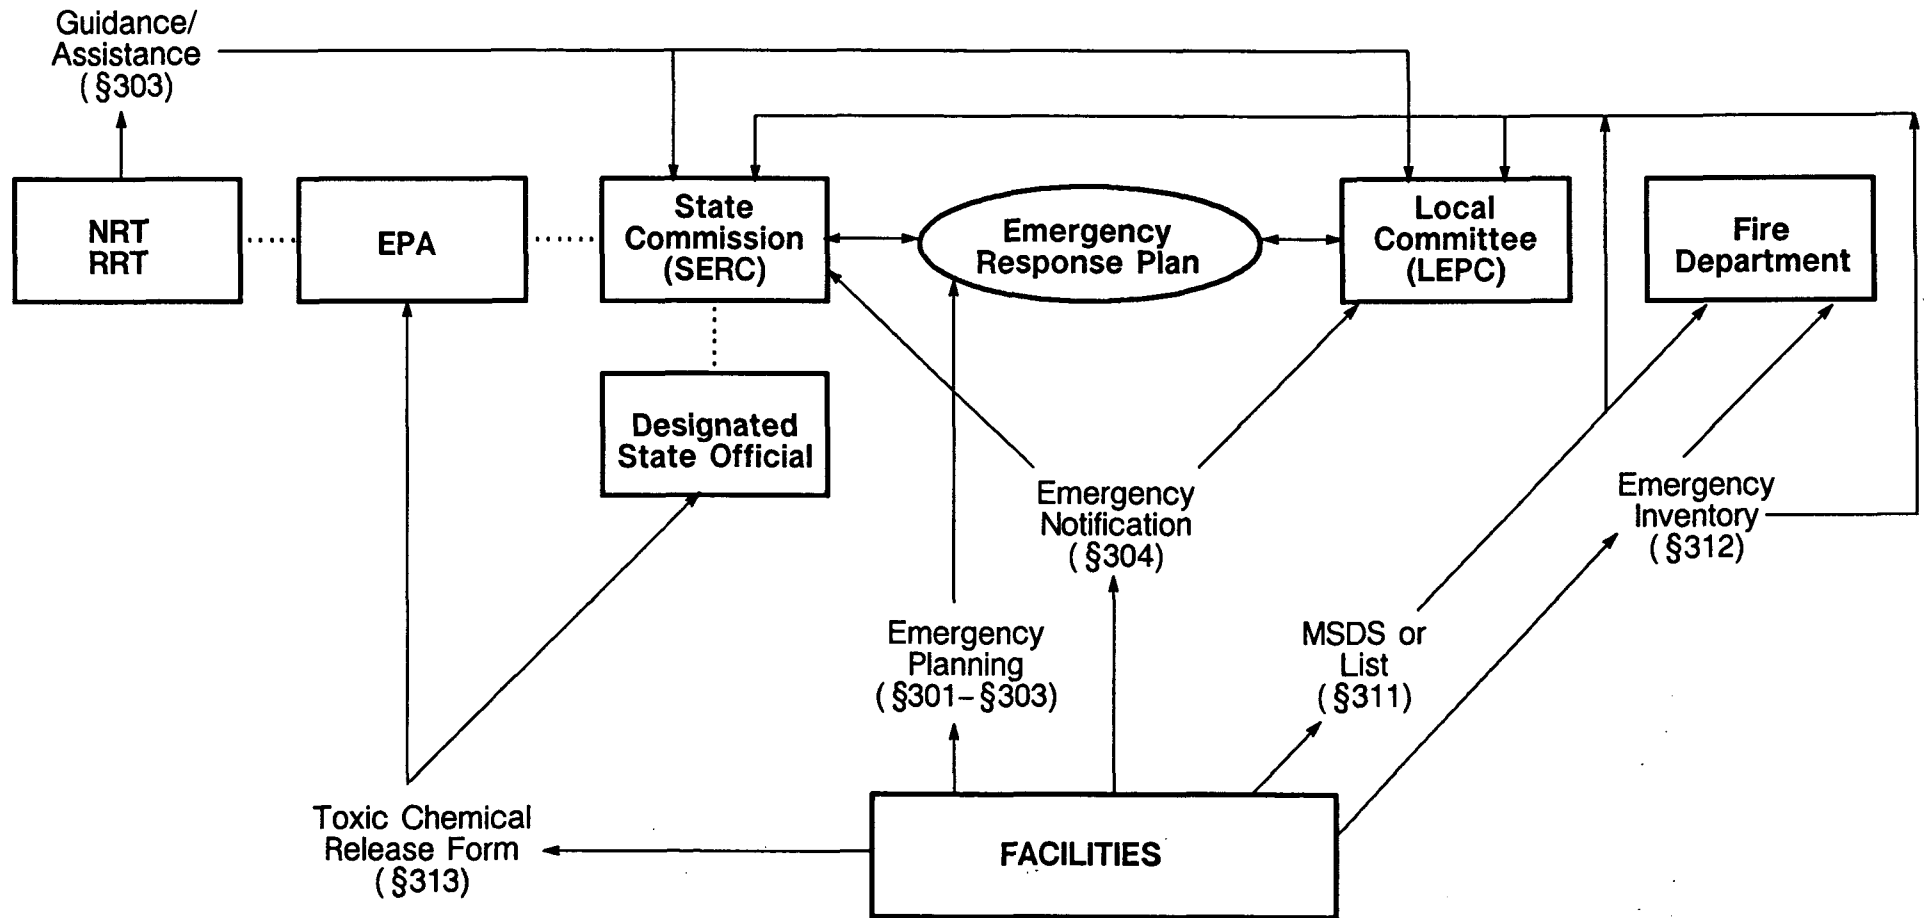 Guidance/
Assistance
(§303)
NRT
RRT
EPA
State
Commission
(SERC)
Emergency
Response Plan
Local
Committee
(LEPC)
Fire
Department
Designated
State Official
Emergency
Notification
(§304)
Emergency
Inventory
(§312)
Emergency
Planning
(§301–§303)
MSDS or
List
(§311)
Toxic Chemical
Release Form
(§313)
FACILITIES